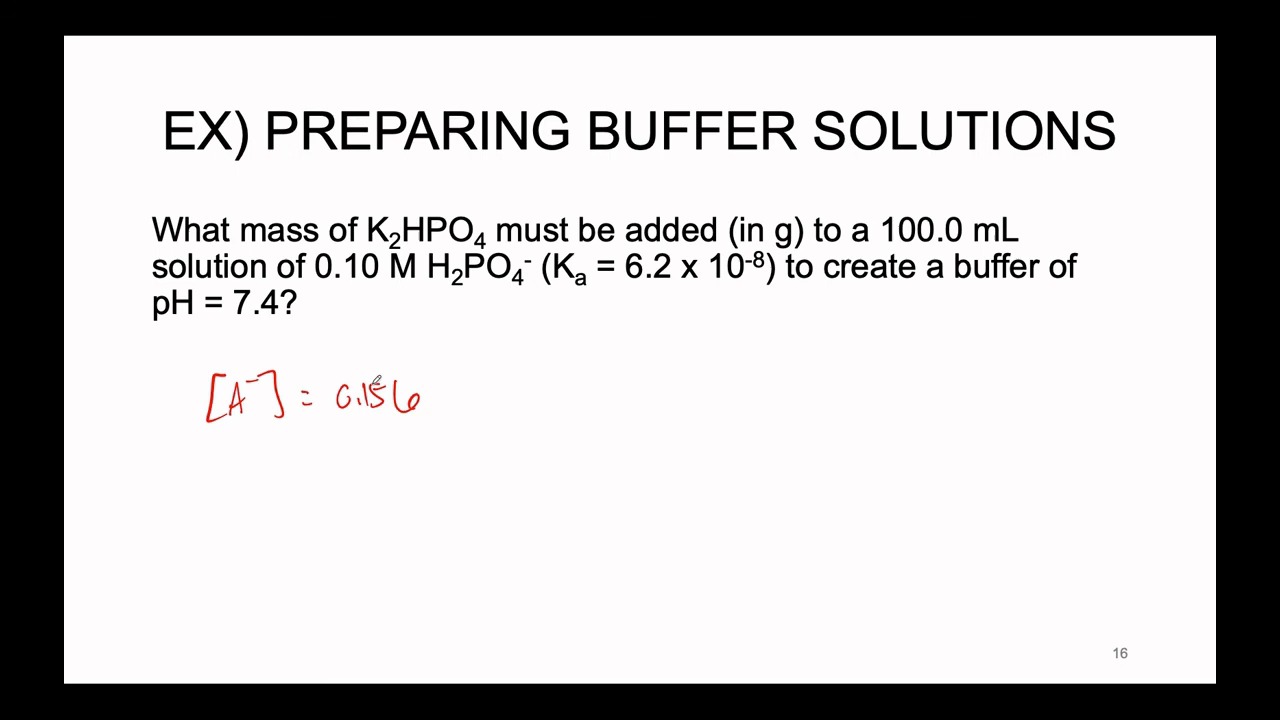 EX) PREPARING BUFFER SOLUTIONS
What mass of K₂HPO₄ must be added (in g) to a 100.0 mL
solution of 0.10 M H₂PO₄⁻ (Kₐ = 6.2 x 10⁻⁸) to create a buffer of
pH = 7.4?
[A⁻] = 0.156
16